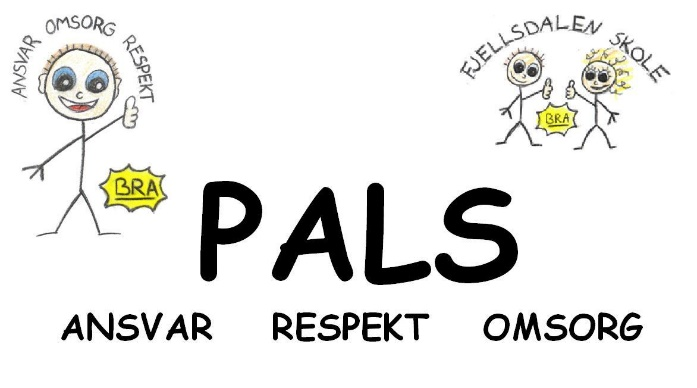 ANSVAR OMSORG RESPEKT
FJELLSDALEN SKOLE
BRA
BRA
PALS
ANSVAR RESPEKT OMSORG